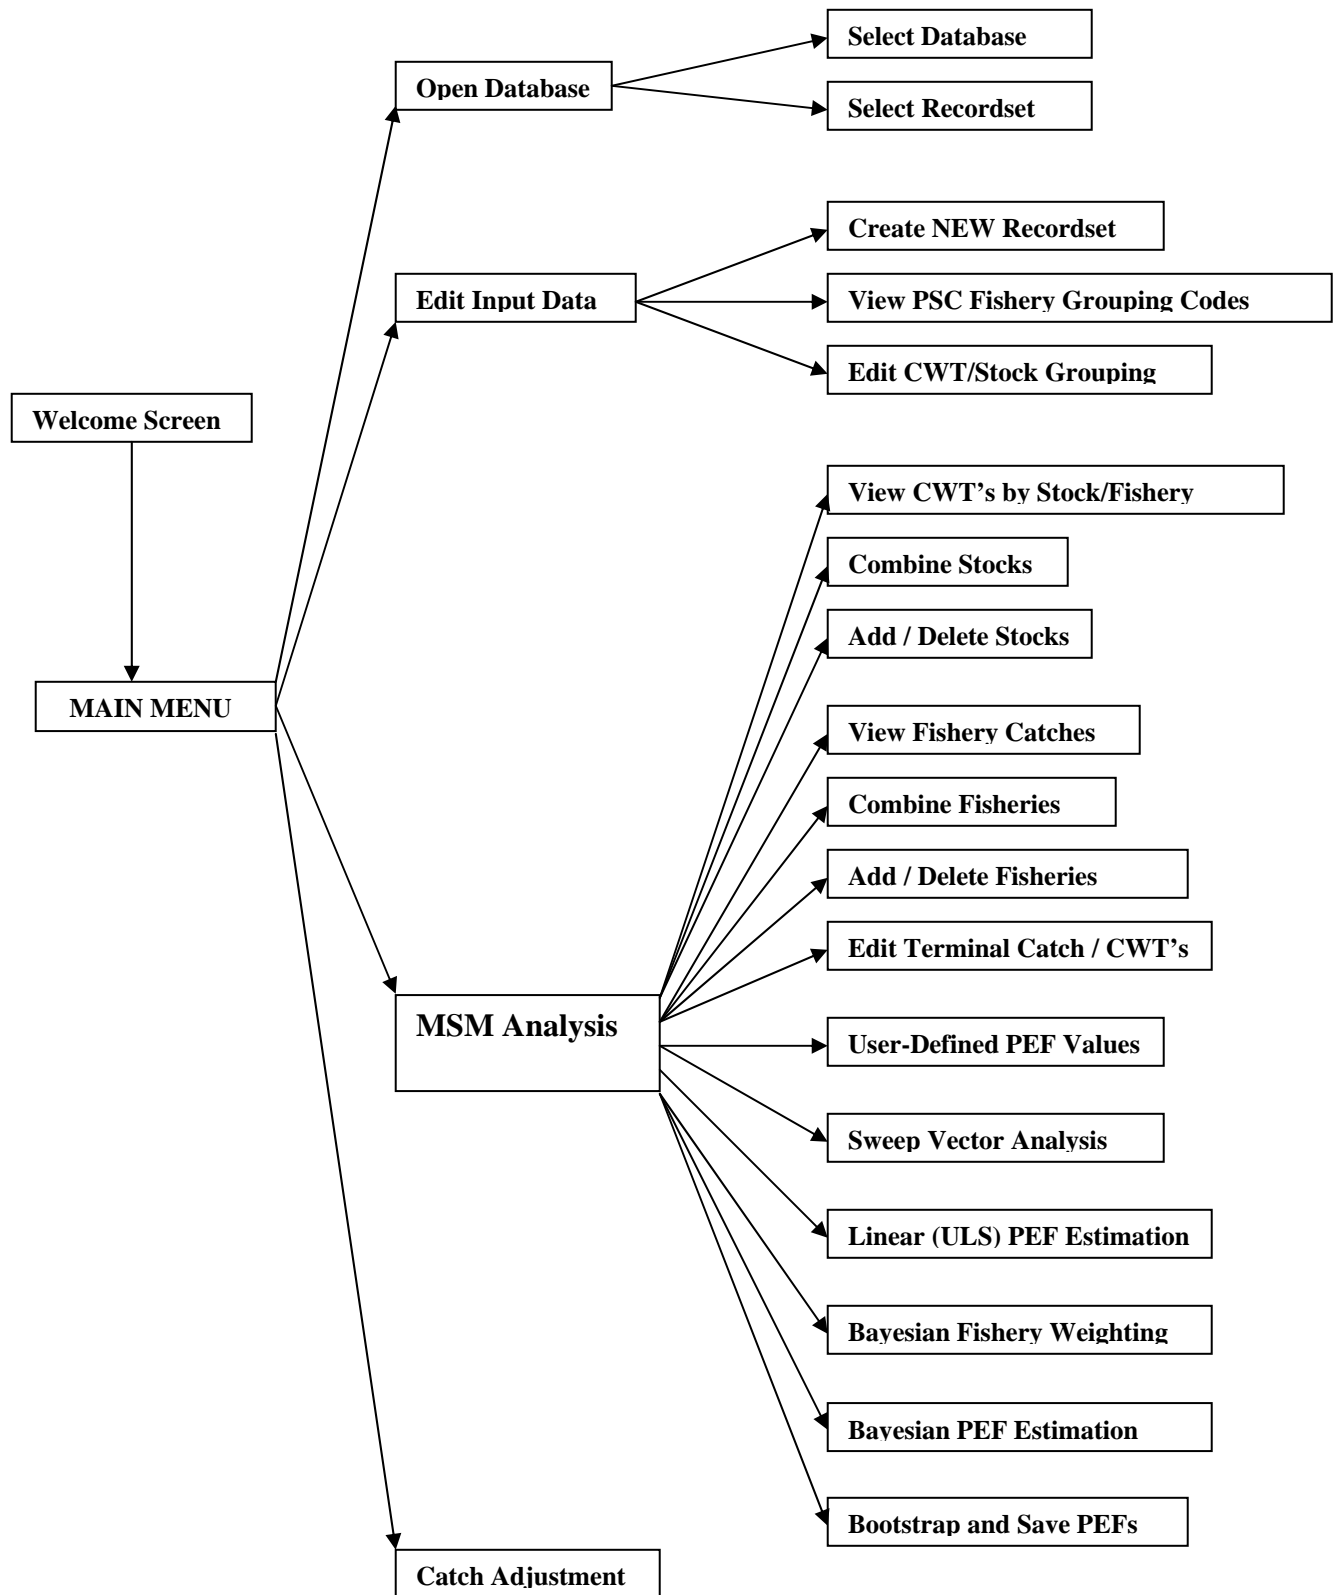 Select Database
Open Database
Select Recordset
Create NEW Recordset
Edit Input Data
View PSC Fishery Grouping Codes
Edit CWT/Stock Grouping
Welcome Screen
View CWT’s by Stock/Fishery
Combine Stocks
Add / Delete Stocks
MAIN MENU
View Fishery Catches
Combine Fisheries
Add / Delete Fisheries
Edit Terminal Catch / CWT’s
MSM Analysis
User-Defined PEF Values
Sweep Vector Analysis
Linear (ULS) PEF Estimation
Bayesian Fishery Weighting
Bayesian PEF Estimation
Bootstrap and Save PEFs
Catch Adjustment